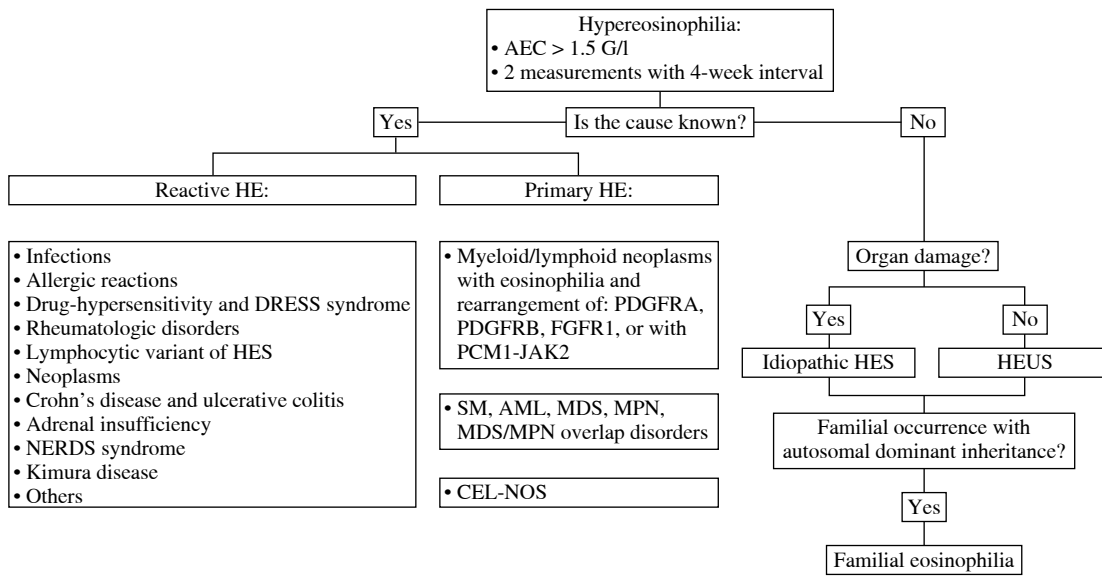 Hypereosinophilia:
• AEC > 1.5 G/l
• 2 measurements with 4-week interval
Yes
Is the cause known?
No
Reactive HE:
Primary HE:
• Infections
• Allergic reactions
• Drug-hypersensitivity and DRESS syndrome
• Rheumatologic disorders
• Lymphocytic variant of HES
• Neoplasms
• Crohn's disease and ulcerative colitis
• Adrenal insufficiency
• NERDS syndrome
• Kimura disease
• Others
• Myeloid/lymphoid neoplasms
with eosinophilia and
rearrangement of: PDGFRA,
PDGFRB, FGFR1, or with
PCM1-JAK2
• SM, AML, MDS, MPN,
MDS/MPN overlap disorders
• CEL-NOS
Organ damage?
Yes
No
Idiopathic HES
HEUS
Familial occurrence with
autosomal dominant inheritance?
Yes
Familial eosinophilia